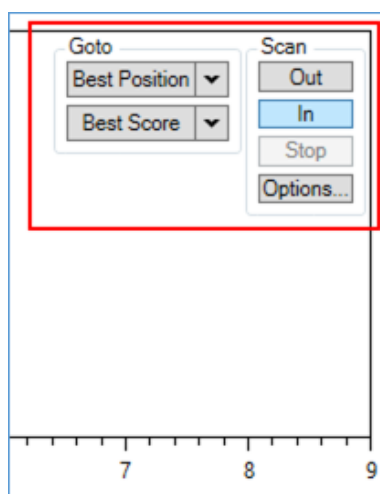 Goto
Scan
Best Position
Out
Best Score
In
Stop
Options...
7
8
9